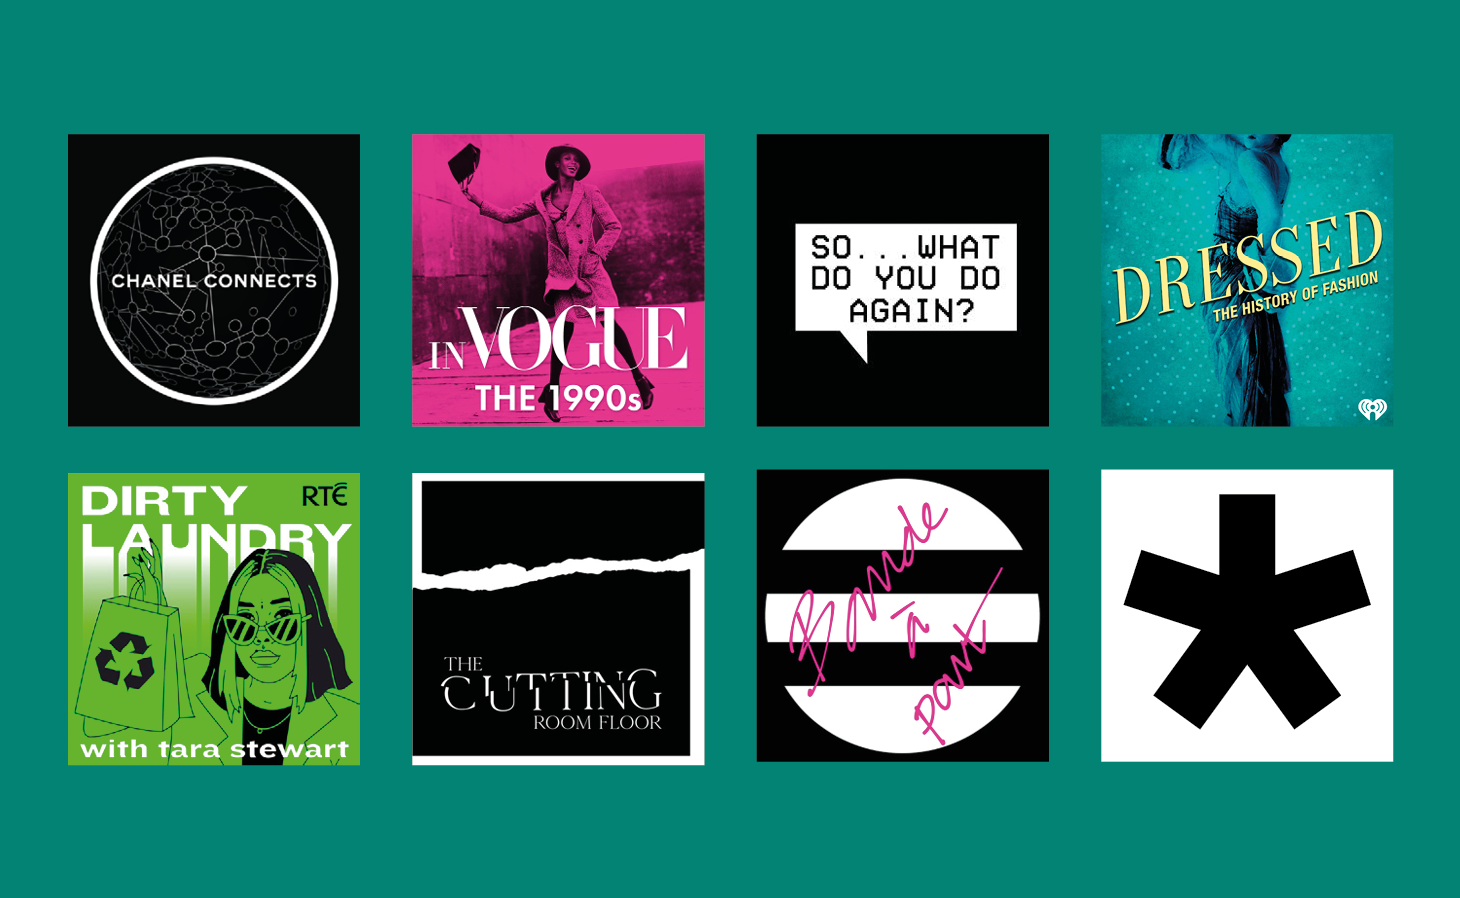 CHANEL CONNECTS
IN VOGUE
THE 1990s
SO...WHAT
DO YOU DO
AGAIN?
DRESSED
THE HISTORY OF FASHION
DIRTY
LAUNDRY
RTÉ
with tara stewart
THE
CUTTING
ROOM FLOOR
Bande
à
part